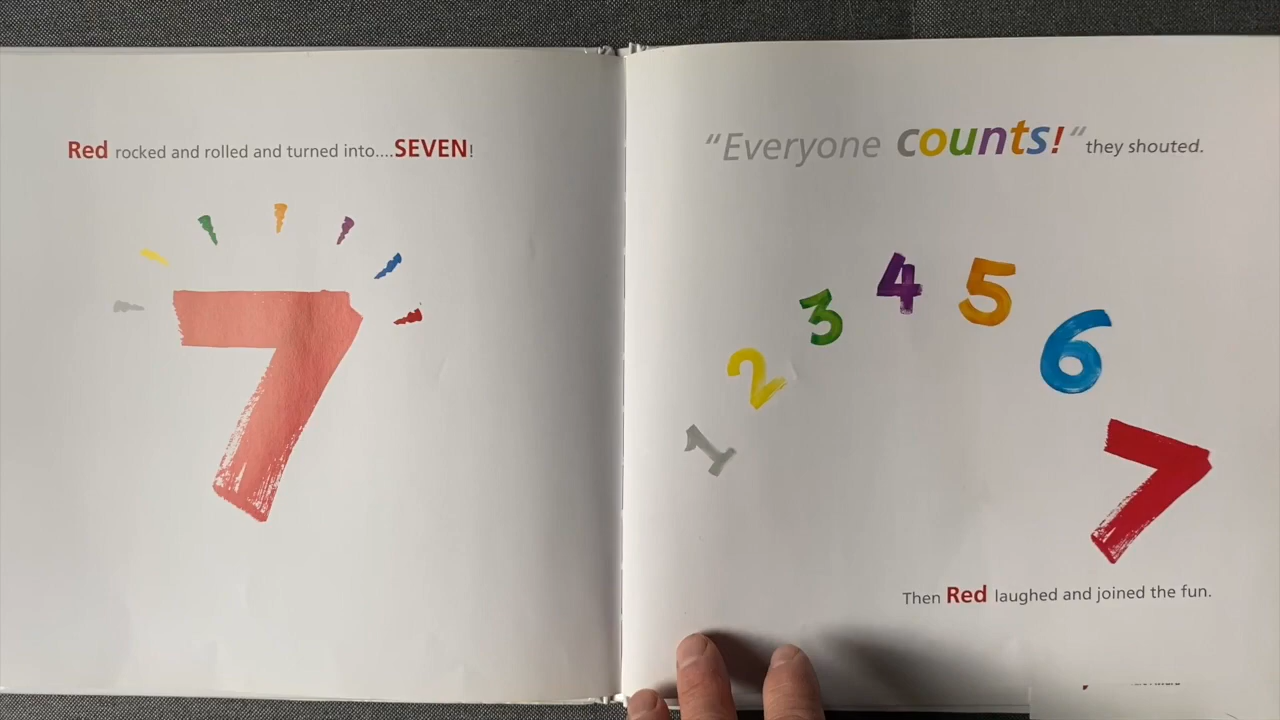 Red rocked and rolled and turned into....SEVEN!
7
"Everyone counts!" they shouted.
1 2 3 4 5 6 7
Then Red laughed and joined the fun.